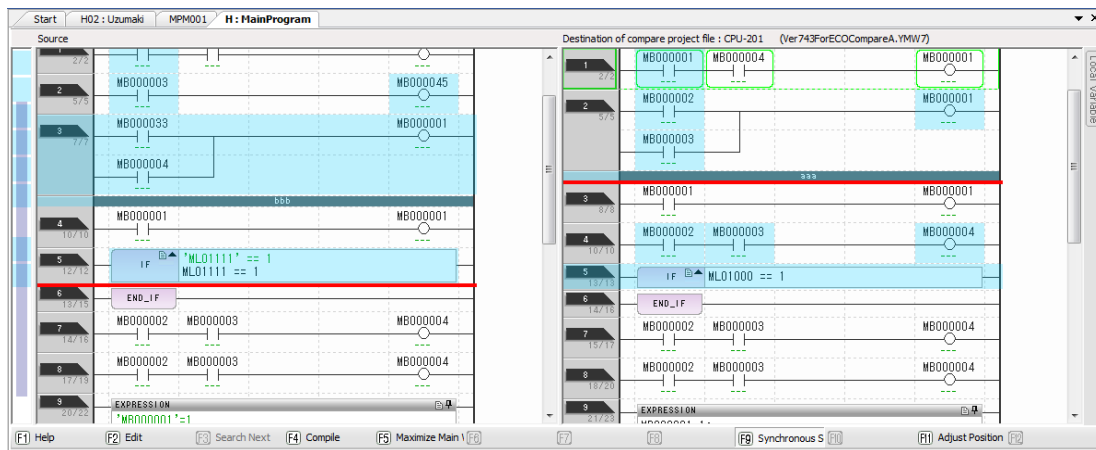 Start H02 : Uzumaki MPM001 H : MainProgram
Source
2/2
2 MB000003 MB000045
5/5
3 MB000033 MB000001
7/7
MB000004
bbb
4 MB000001 MB000001
10/10
5 IF 'ML01111' == 1
12/12 ML01111 == 1
6 END_IF
13/15
7 MB000002 MB000003 MB000004
14/16
8 MB000002 MB000003 MB000004
17/19
9 EXPRESSION
20/22 'MB000001'=1
Destination of compare project file : CPU-201 (Ver743ForECOCompareA.YMW7)
1 MB000001 MB000004 MB000001
2/2
2 MB000002 MB000001
5/5
MB000003
aaa
3 MB000001 MB000001
8/8
4 MB000002 MB000003 MB000004
10/10
5 IF ML01000 == 1
13/13
6 END_IF
14/16
7 MB000002 MB000003 MB000004
15/17
8 MB000002 MB000003 MB000004
18/20
9 EXPRESSION
21/23
Local Variable
F1 Help F2 Edit F3 Search Next F4 Compile F5 Maximize Main F6 F7 F8 F9 Synchronous S F10 F11 Adjust Position F12